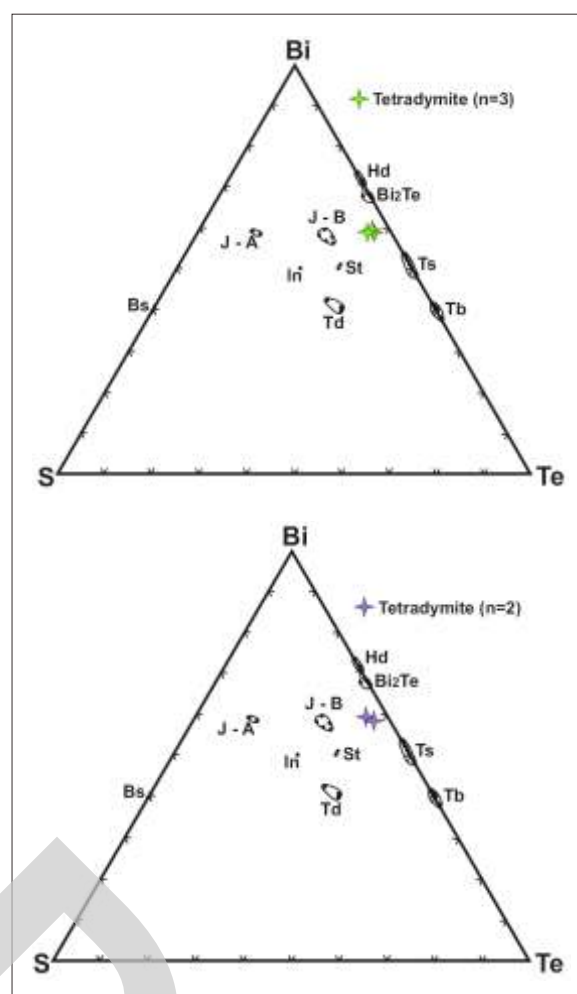 Bi
Tetradymite (n=3)
Hd
Bi₂Te
J - B
J - A
St
In
Ts
Bs
Td
Tb
S
Te
Bi
Tetradymite (n=2)
Hd
Bi₂Te
J - B
J - A
St
In
Ts
Bs
Td
Tb
S
Te